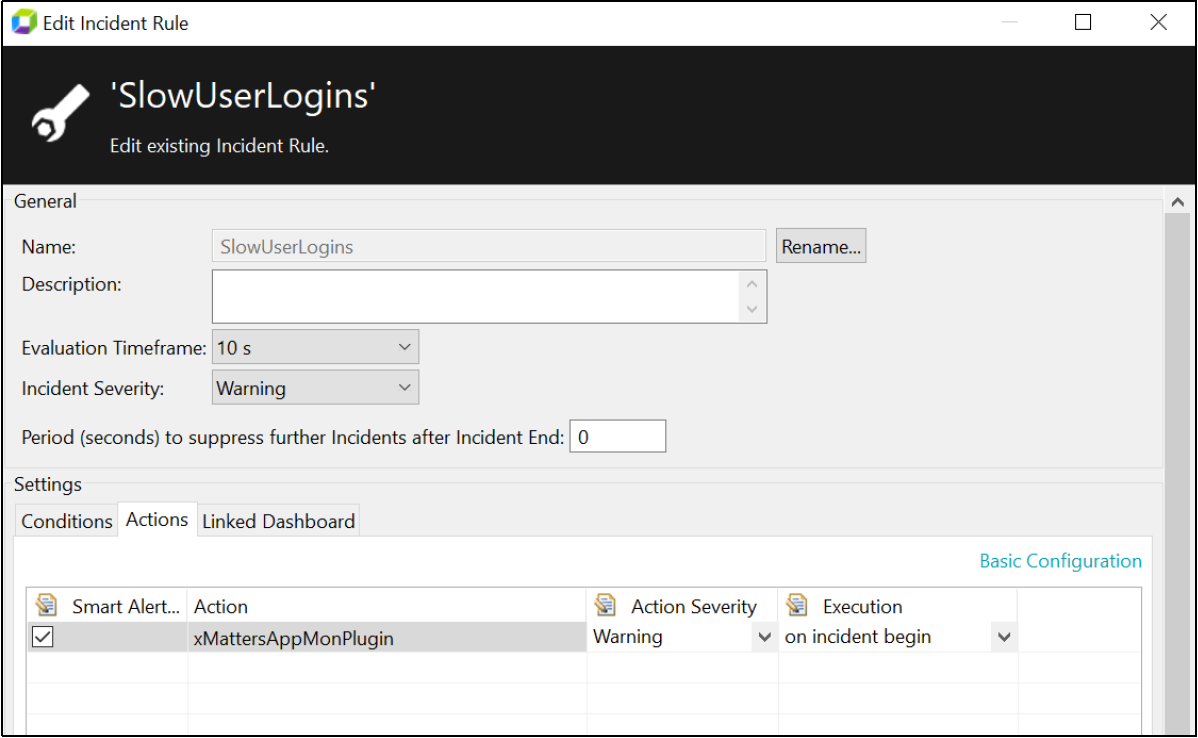 Edit Incident Rule
'SlowUserLogins'
Edit existing Incident Rule.
General
Name: SlowUserLogins Rename...
Description:
Evaluation Timeframe: 10 s
Incident Severity: Warning
Period (seconds) to suppress further Incidents after Incident End: 0
Settings
Conditions Actions Linked Dashboard
Basic Configuration
Smart Alert... Action Action Severity Execution
xMattersAppMonPlugin Warning on incident begin